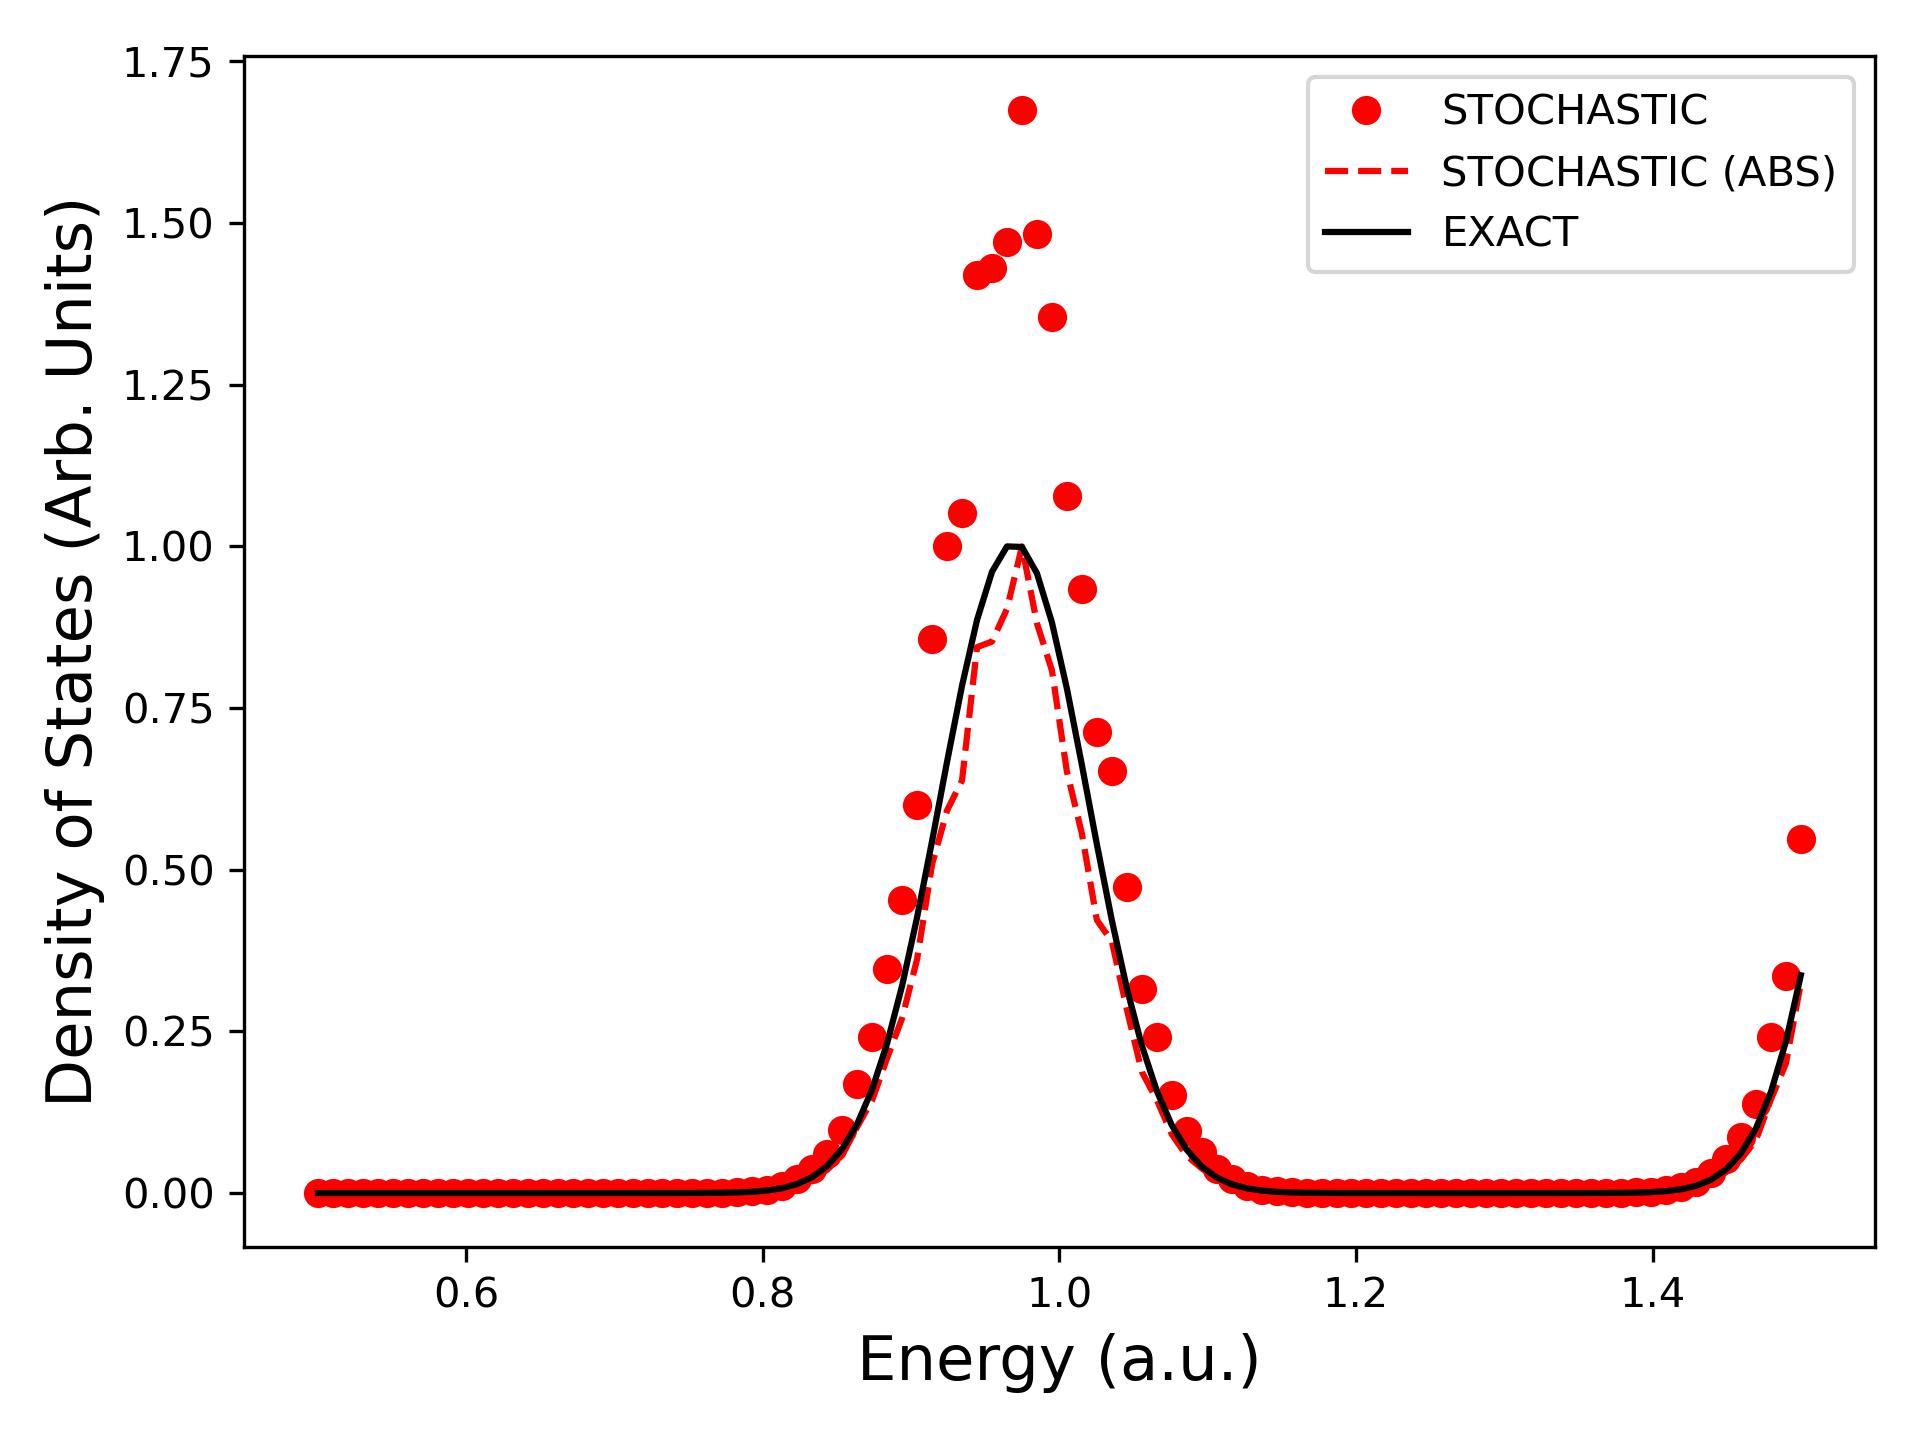 1.75
1.50
1.25
1.00
0.75
0.50
0.25
0.00
Density of States (Arb. Units)
STOCHASTIC
STOCHASTIC (ABS)
EXACT
0.6 0.8 1.0 1.2 1.4
Energy (a.u.)